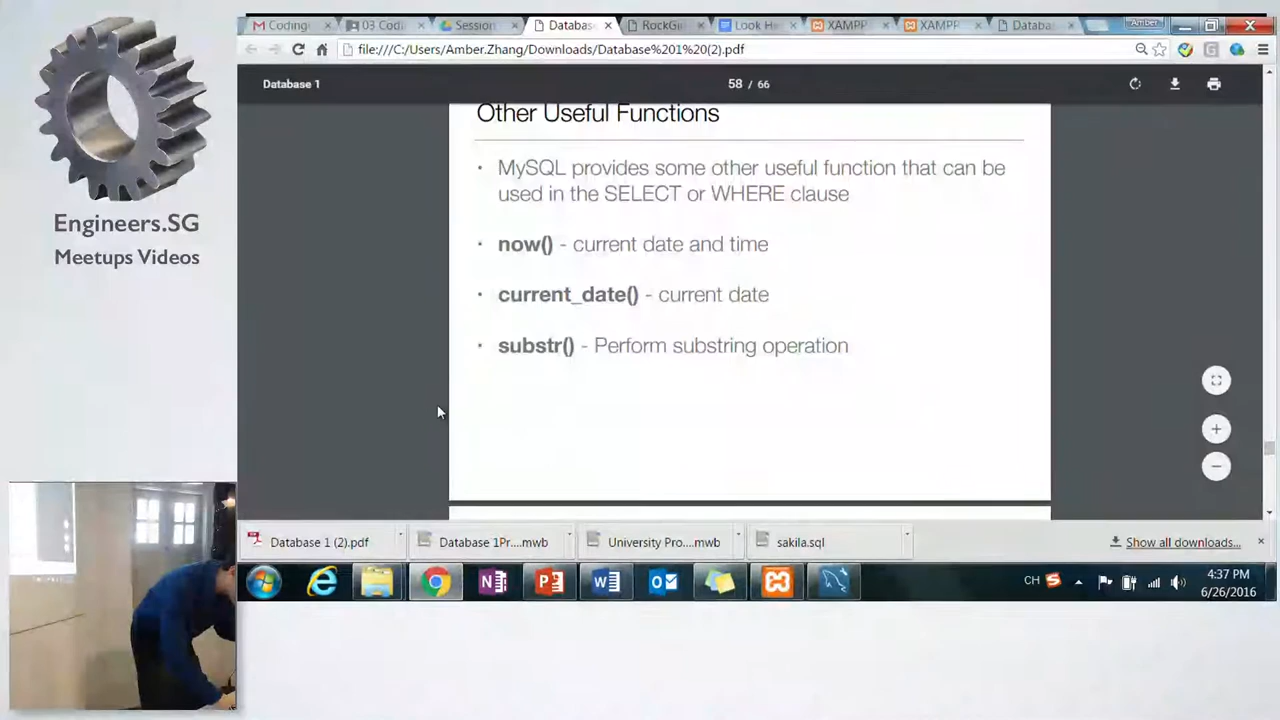 Engineers.SG
Meetups Videos
Coding
03 Codi
Session
Databas
RockGi
Look H
XAMPP
XAMPP
Databa
Amber
file:///C:/Users/Amber.Zhang/Downloads/Database%201%20(2).pdf
Database 1
58 / 66
Other Useful Functions
• MySQL provides some other useful function that can be
used in the SELECT or WHERE clause
• now() - current date and time
• current_date() - current date
• substr() - Perform substring operation
Database 1 (2).pdf
Database 1Pr....mwb
University Pro....mwb
sakila.sql
Show all downloads...
CH
4:37 PM
6/26/2016